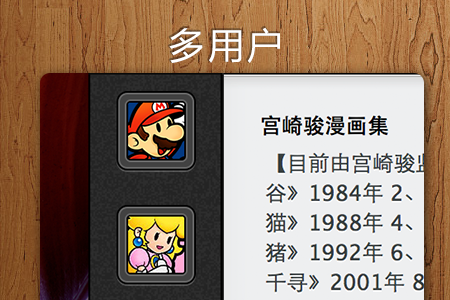 多用户
宫崎骏漫画集
【目前由宫崎骏
谷》1984年 2、
猫》1988年 4、
猪》1992年 6、
千寻》2001年 8
M